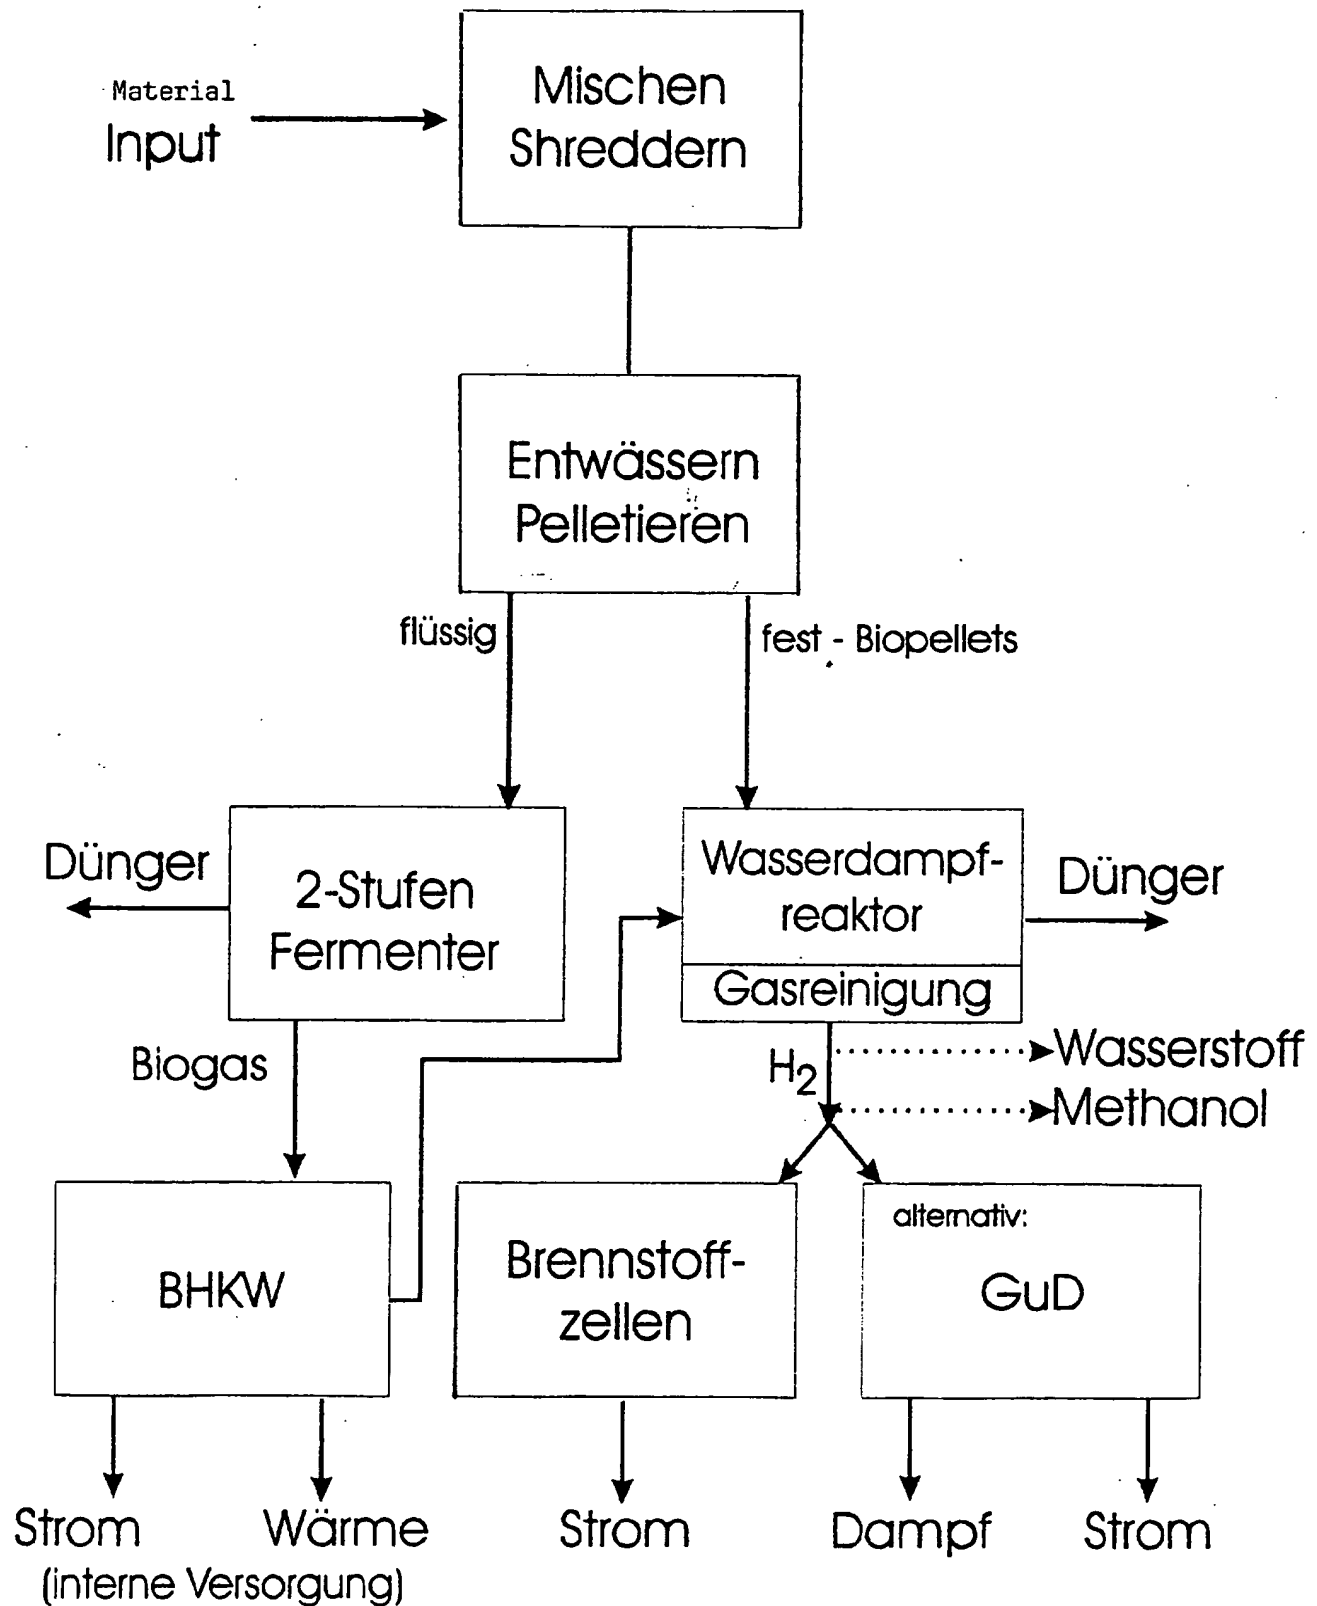 Material
Input
Mischen
Shreddern
Entwässern
Pelletieren
flüssig
fest - Biopellets
Dünger
2-Stufen
Fermenter
Wasserdampf-
reaktor
Gasreinigung
Dünger
Biogas
H2
Wasserstoff
Methanol
BHKW
Brennstoff-
zellen
alternativ:
GuD
Strom
Wärme
(interne Versorgung)
Strom
Dampf
Strom